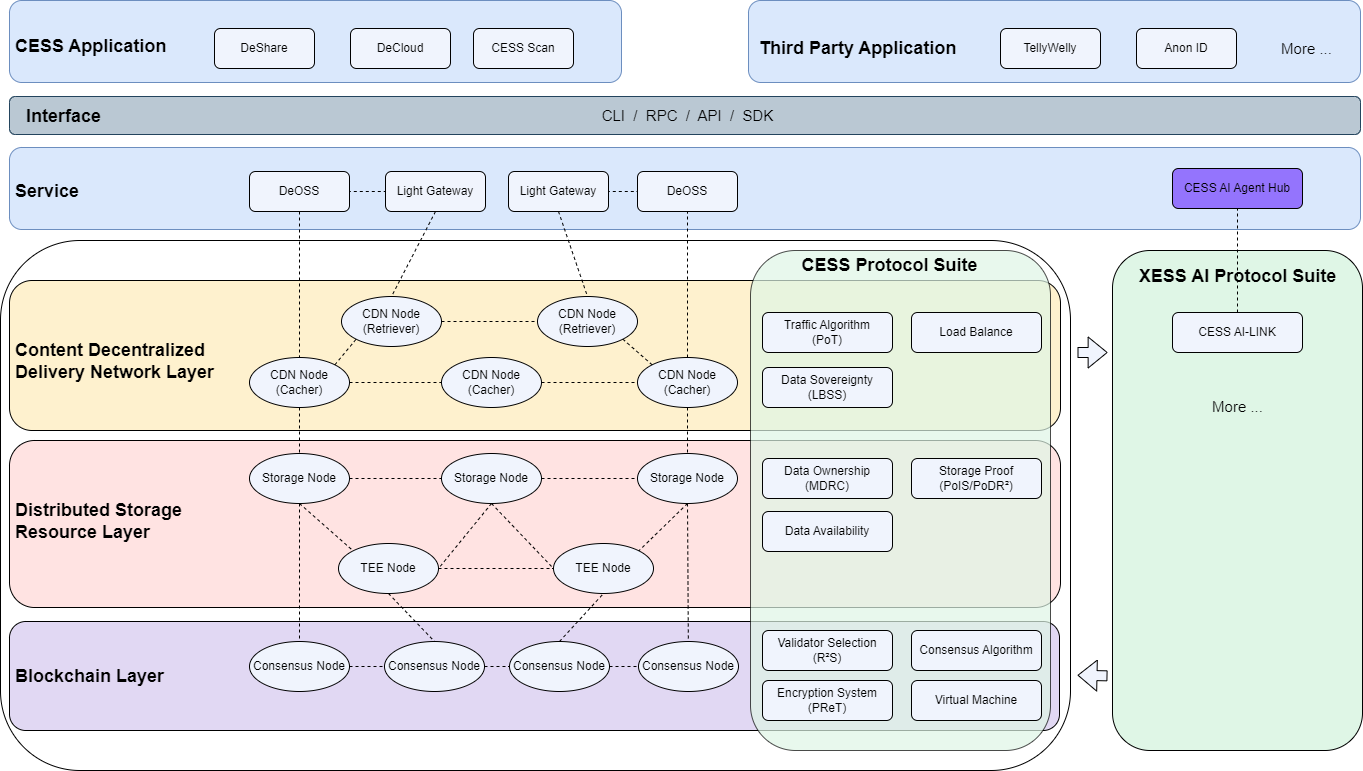 CESS Application
DeShare
DeCloud
CESS Scan
Third Party Application
TellyWelly
Anon ID
More ...
Interface
CLI / RPC / API / SDK
Service
DeOSS
Light Gateway
Light Gateway
DeOSS
CESS AI Agent Hub
CESS Protocol Suite
XESS AI Protocol Suite
Content Decentralized
Delivery Network Layer
CDN Node
(Retriever)
CDN Node
(Retriever)
CDN Node
(Cacher)
CDN Node
(Cacher)
CDN Node
(Cacher)
Traffic Algorithm
(PoT)
Load Balance
Data Sovereignty
(LBSS)
CESS AI-LINK
More ...
Distributed Storage
Resource Layer
Storage Node
Storage Node
Storage Node
TEE Node
TEE Node
Data Ownership
(MDRC)
Storage Proof
(PoIS/PoDR²)
Data Availability
Blockchain Layer
Consensus Node
Consensus Node
Consensus Node
Consensus Node
Validator Selection
(R²S)
Consensus Algorithm
Encryption System
(PReT)
Virtual Machine